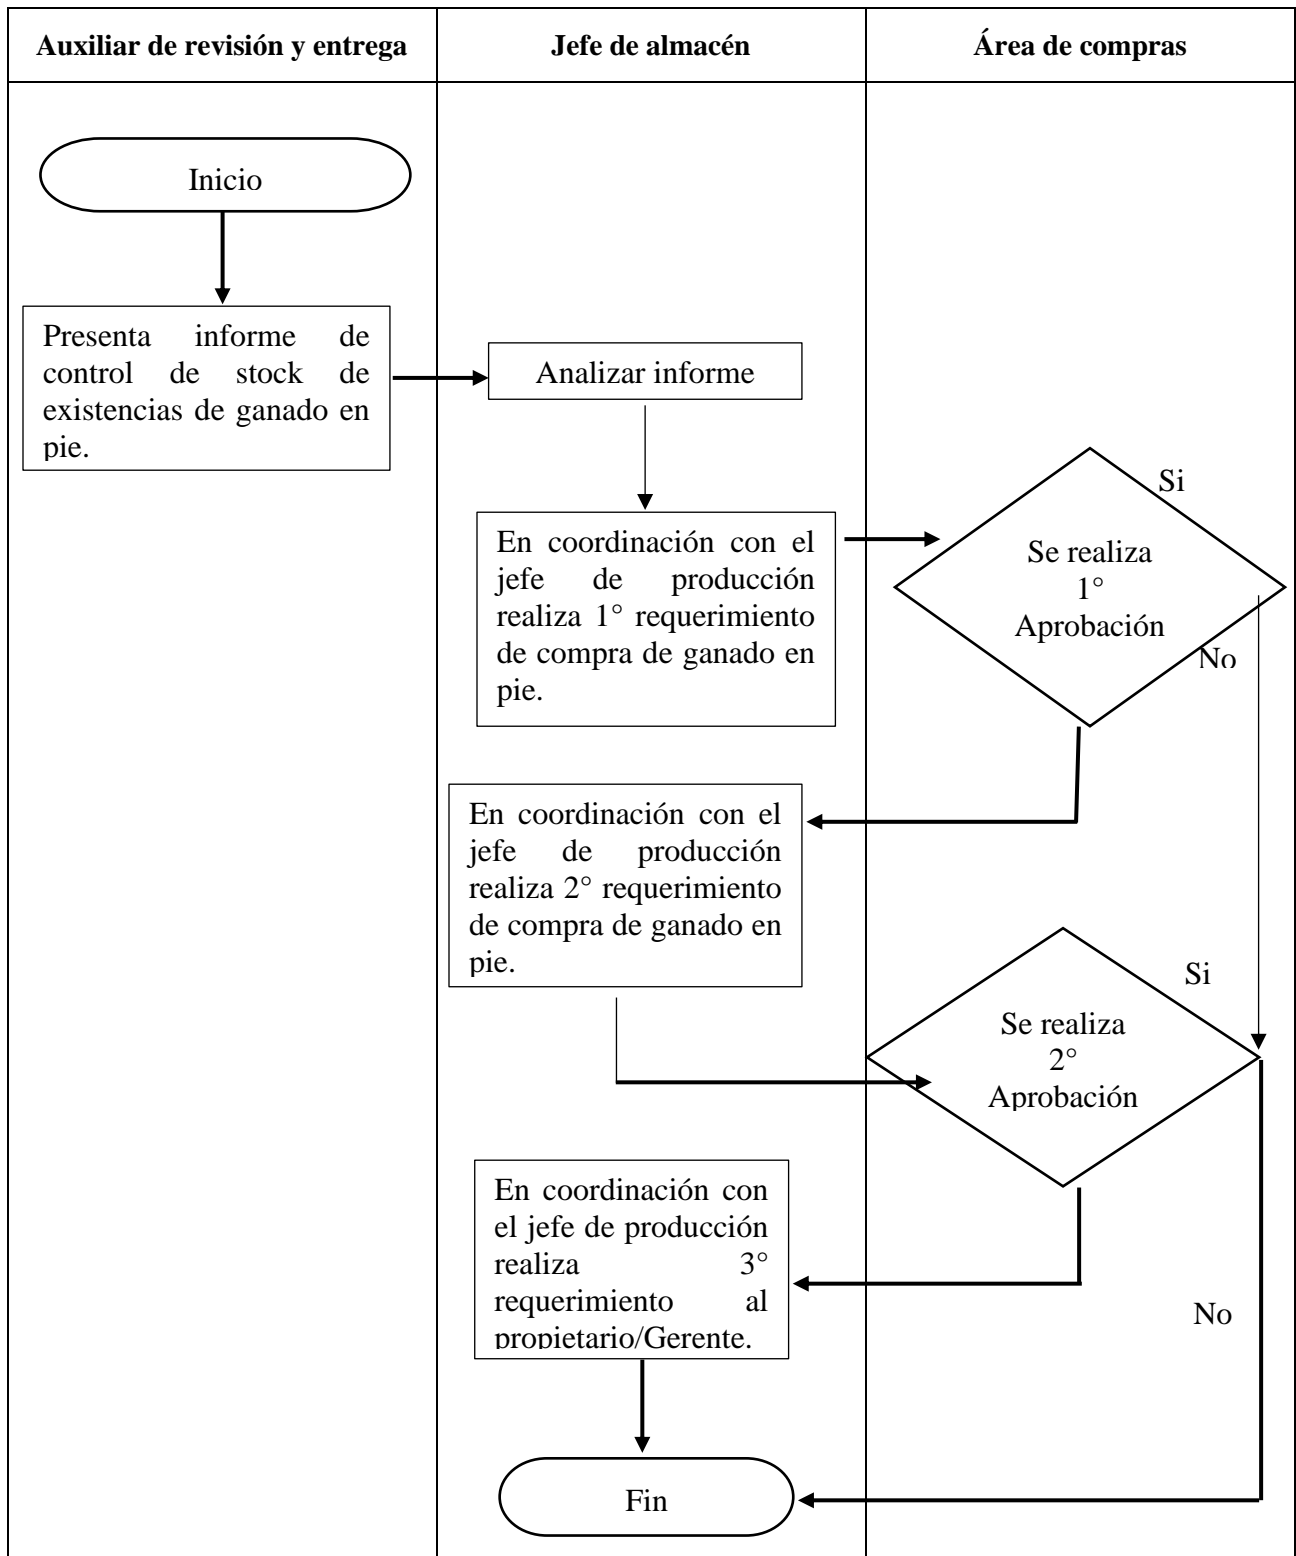 Auxiliar de revisión y entrega
Jefe de almacén
Área de compras
Inicio
Presenta informe de
control de stock de
existencias de ganado en
pie.
Analizar informe
Si
En coordinación con el
jefe de producción
realiza 1° requerimiento
de compra de ganado en
pie.
Se realiza
1°
Aprobación
No
En coordinación con el
jefe de producción
realiza 2° requerimiento
de compra de ganado en
pie.
Si
Se realiza
2°
Aprobación
En coordinación con
el jefe de producción
realiza 3°
requerimiento al
propietario/Gerente.
No
Fin